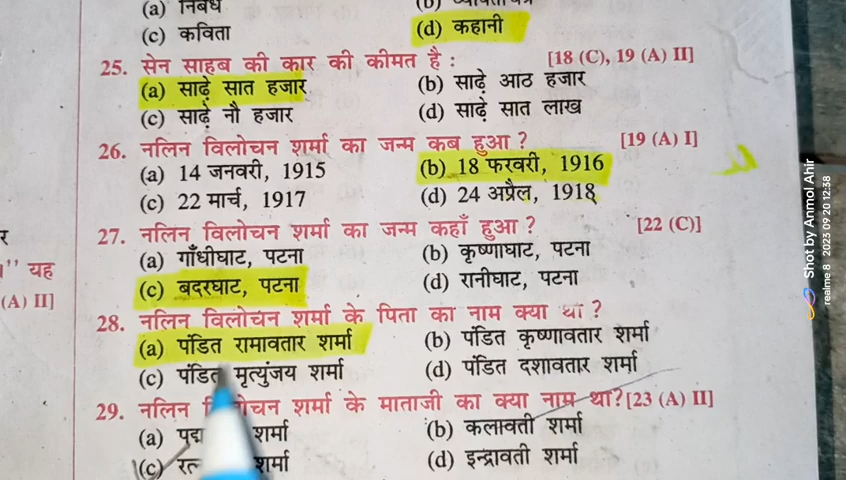 (a) निबंध
(c) कविता (d) कहानी
25. सेन साहब की कार की कीमत है : [18 (C), 19 (A) II]
(a) साढ़े सात हजार (b) साढ़े आठ हजार
(c) साढ़े नौ हजार (d) साढ़े सात लाख
26. नलिन विलोचन शर्मा का जन्म कब हुआ ? [19 (A) I]
(a) 14 जनवरी, 1915 (b) 18 फरवरी, 1916
(c) 22 मार्च, 1917 (d) 24 अप्रैल, 1918
27. नलिन विलोचन शर्मा का जन्म कहाँ हुआ ? [22 (C)]
(a) गाँधीघाट, पटना (b) कृष्णाघाट, पटना
(c) बदरघाट, पटना (d) रानीघाट, पटना
28. नलिन विलोचन शर्मा के पिता का नाम क्या था ?
(a) पंडित रामावतार शर्मा (b) पंडित कृष्णावतार शर्मा
(c) पंडित मृत्युंजय शर्मा (d) पंडित दशावतार शर्मा
29. नलिन शर्मा के माताजी का क्या नाम था? [23 (A) II]
(a) शर्मा (b) कलावती शर्मा
(c) शर्मा (d) इन्द्रावती शर्मा
र
।'' यह
(A) II]
Shot by Anmol Ahir
realme 8 2023 09 20 12:38